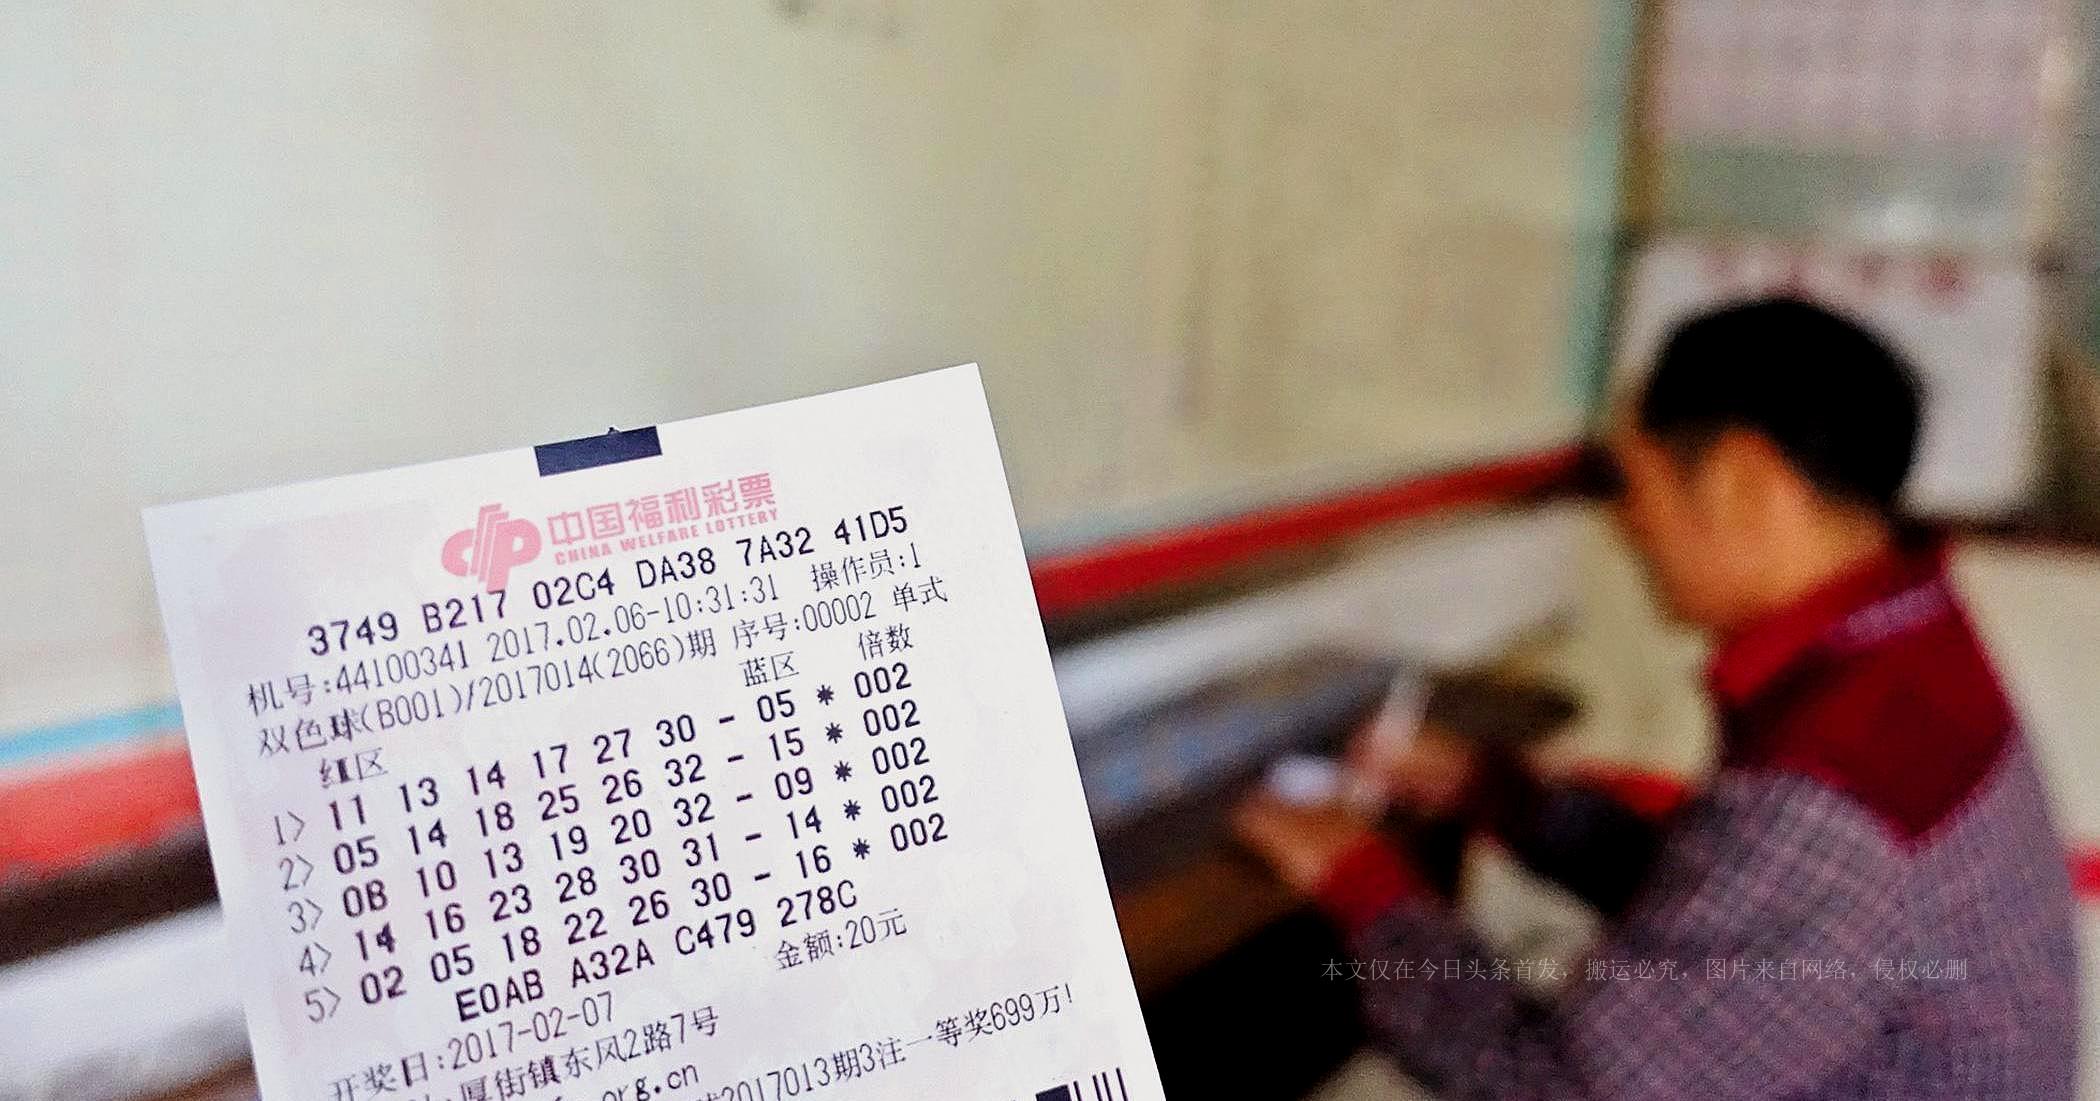 中国福利彩票
CHINA WELFARE LOTTERY
3749 B217 02C4 DA38 7A32 41D5
机号:44100341 2017.02.06-10:31:31 操作员:1
双色球(B001)/2017014(2066)期 序号:00002 单式
红区 蓝区 倍数
1> 11 13 14 17 27 30 - 05 * 002
2> 05 14 18 25 26 32 - 15 * 002
3> 0B 10 13 19 20 32 - 09 * 002
4> 14 16 23 28 30 31 - 14 * 002
5> 02 05 18 22 26 30 - 16 * 002
E0AB A32A C479 278C
金额:20元
开奖日:2017-02-07
厚街镇东风2路7号
org.cn
2017013期3注一等奖699万!
本文仅在今日头条首发，搬运必究，图片来自网络，侵权必删